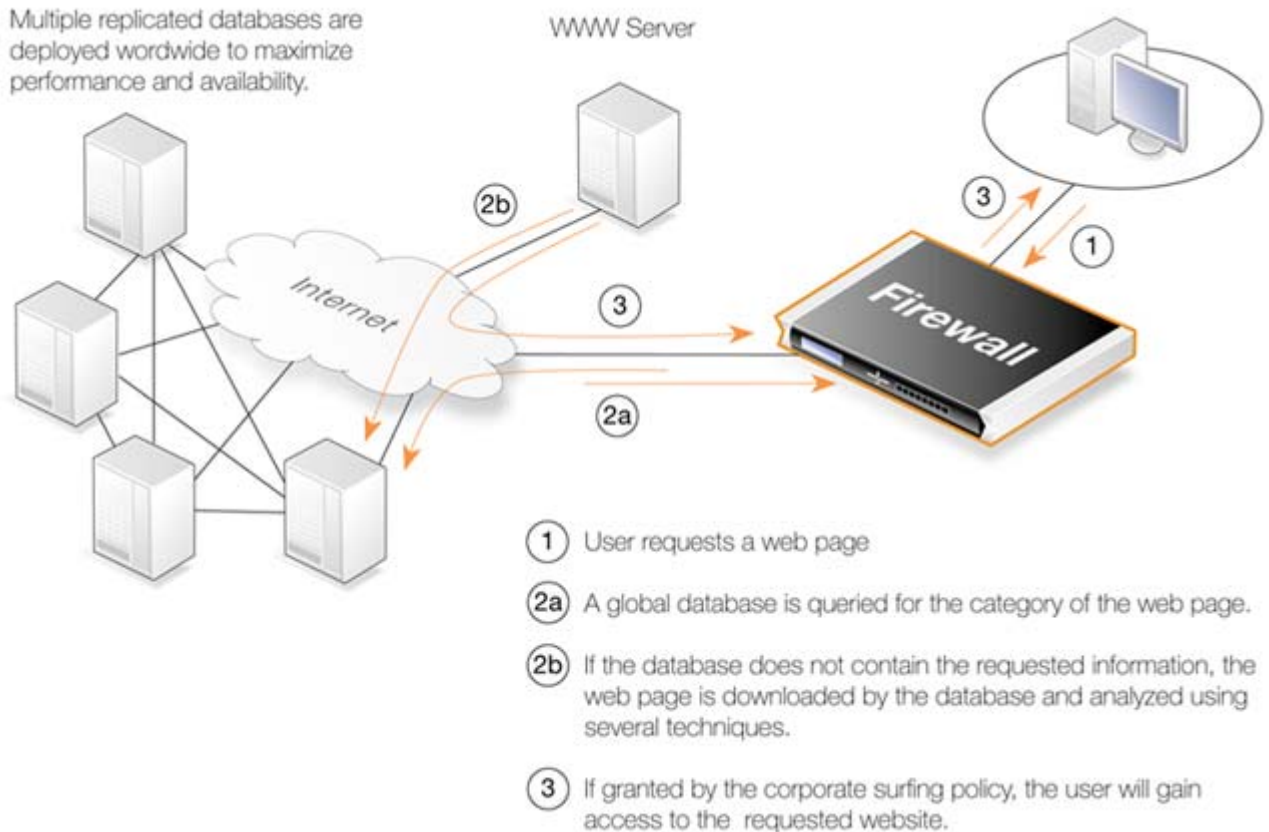 Multiple replicated databases are
deployed wordwide to maximize
performance and availability.
WWW Server
2b
3
1
Internet
3
Firewall
2a
1 User requests a web page
2a A global database is queried for the category of the web page.
2b If the database does not contain the requested information, the
web page is downloaded by the database and analyzed using
several techniques.
3 If granted by the corporate surfing policy, the user will gain
access to the requested website.